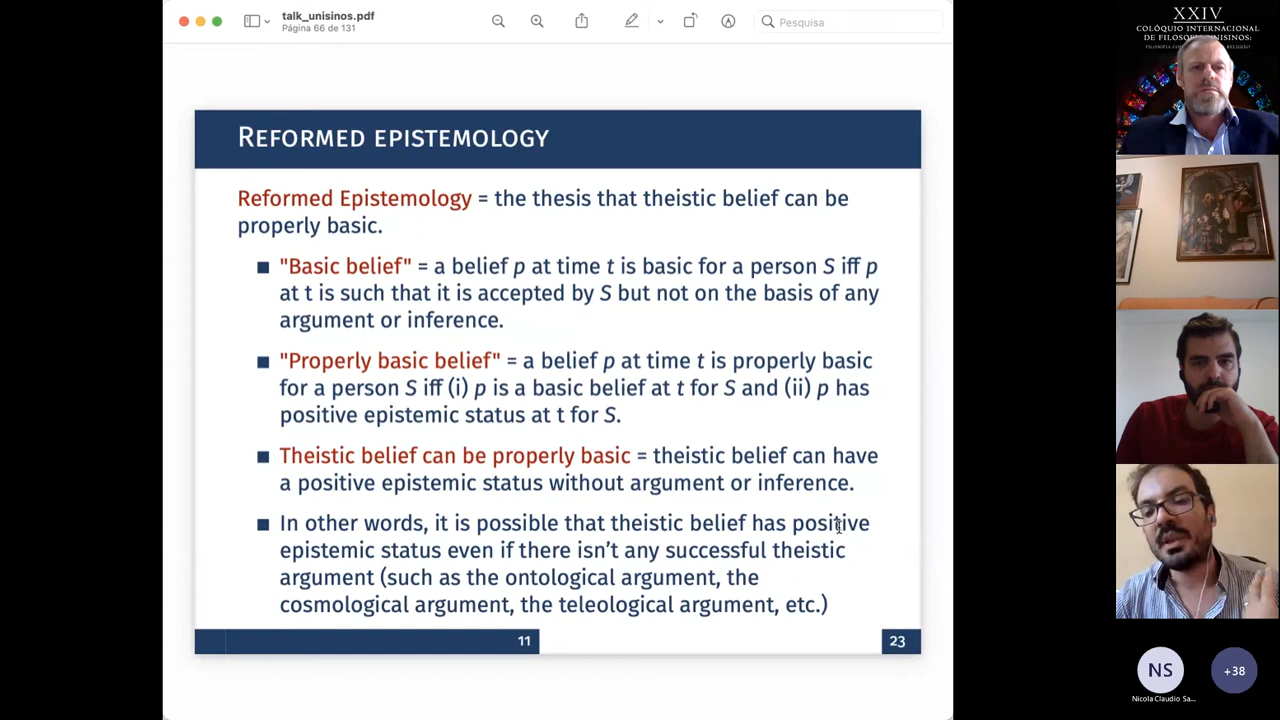 talk_unisinos.pdf
Página 66 de 131
Pesquisa
XXIV
COLÓQUIO INTERNACIONAL
DE FILOSOFIA UNISINOS:
REFORMED EPISTEMOLOGY
Reformed Epistemology = the thesis that theistic belief can be
properly basic.
■ "Basic belief" = a belief p at time t is basic for a person S iff p
at t is such that it is accepted by S but not on the basis of any
argument or inference.
■ "Properly basic belief" = a belief p at time t is properly basic
for a person S iff (i) p is a basic belief at t for S and (ii) p has
positive epistemic status at t for S.
■ Theistic belief can be properly basic = theistic belief can have
a positive epistemic status without argument or inference.
■ In other words, it is possible that theistic belief has positive
epistemic status even if there isn't any successful theistic
argument (such as the ontological argument, the
cosmological argument, the teleological argument, etc.)
11
23
NS
Nicola Claudio Sa...
+38